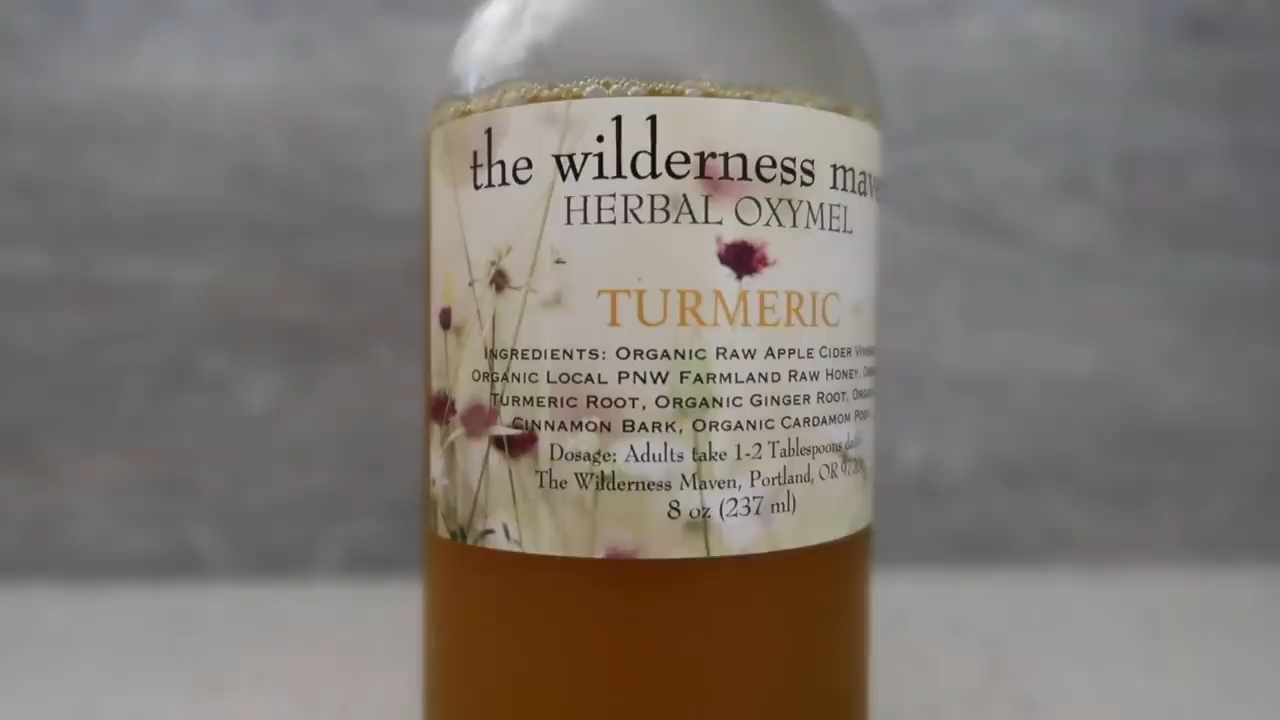 the wilderness mave
HERBAL OXYMEL
TURMERIC
INGREDIENTS: ORGANIC RAW APPLE CIDER
ORGANIC LOCAL PNW FARMLAND RAW HONEY,
TURMERIC ROOT, ORGANIC GINGER ROOT,
CINNAMON BARK, ORGANIC CARDAMOM
Dosage: Adults take 1-2 Tablespoons
The Wilderness Maven, Portland, OR
8 oz (237 ml)